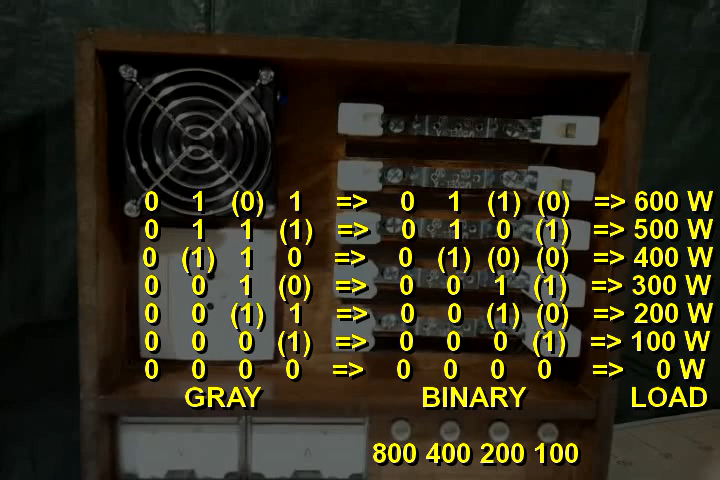 0 1 (0) 1 => 0 1 (1) (0) => 600 W
0 1 1 (1) => 0 1 0 (1) => 500 W
0 (1) 1 0 => 0 (1) (0) (0) => 400 W
0 0 1 (0) => 0 0 1 (1) => 300 W
0 0 (1) 1 => 0 0 (1) (0) => 200 W
0 0 0 (1) => 0 0 0 (1) => 100 W
0 0 0 0 => 0 0 0 0 => 0 W
GRAY BINARY LOAD
800 400 200 100